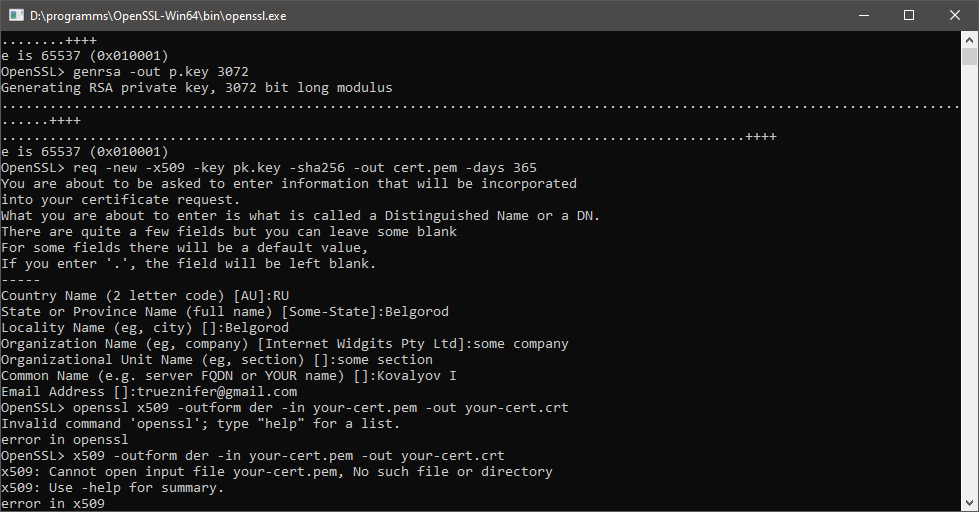 D:\programms\OpenSSL-Win64\bin\openssl.exe
........++++
e is 65537 (0x010001)
OpenSSL> genrsa -out p.key 3072
Generating RSA private key, 3072 bit long modulus
........................................................................................................................
......++++
.............................................................................................++++
e is 65537 (0x010001)
OpenSSL> req -new -x509 -key pk.key -sha256 -out cert.pem -days 365
You are about to be asked to enter information that will be incorporated
into your certificate request.
What you are about to enter is what is called a Distinguished Name or a DN.
There are quite a few fields but you can leave some blank
For some fields there will be a default value,
If you enter '.', the field will be left blank.
-----
Country Name (2 letter code) [AU]:RU
State or Province Name (full name) [Some-State]:Belgorod
Locality Name (eg, city) []:Belgorod
Organization Name (eg, company) [Internet Widgits Pty Ltd]:some company
Organizational Unit Name (eg, section) []:some section
Common Name (e.g. server FQDN or YOUR name) []:Kovalyov I
Email Address []:trueznifer@gmail.com
OpenSSL> openssl x509 -outform der -in your-cert.pem -out your-cert.crt
Invalid command 'openssl'; type "help" for a list.
error in openssl
OpenSSL> x509 -outform der -in your-cert.pem -out your-cert.crt
x509: Cannot open input file your-cert.pem, No such file or directory
x509: Use -help for summary.
error in x509